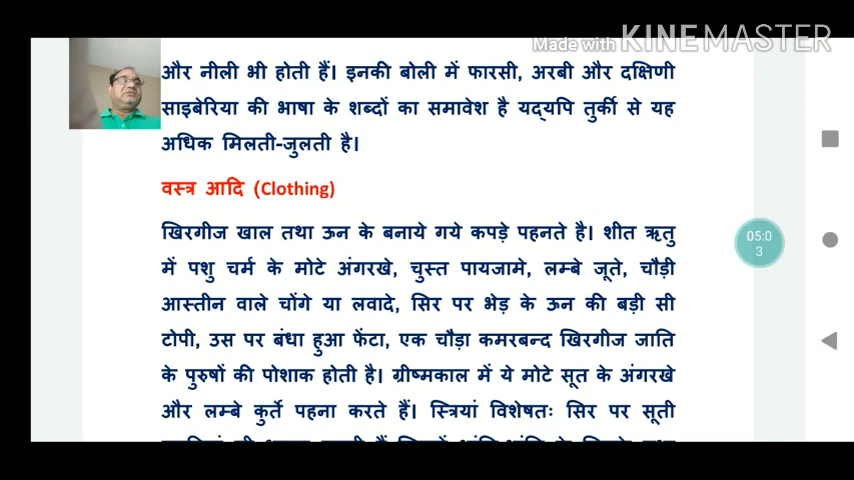 Made with KINEMASTER
और नीली भी होती हैं। इनकी बोली में फारसी, अरबी और दक्षिणी
साइबेरिया की भाषा के शब्दों का समावेश है यद्यपि तुर्की से यह
अधिक मिलती-जुलती है।
वस्त्र आदि (Clothing)
खिरगीज खाल तथा ऊन के बनाये गये कपड़े पहनते है। शीत ऋतु
में पशु चर्म के मोटे अंगरखे, चुस्त पायजामे, लम्बे जूते, चौड़ी
आस्तीन वाले चोंगे या लवादे, सिर पर भेड़ के ऊन की बड़ी सी
टोपी, उस पर बंधा हुआ फेंटा, एक चौड़ा कमरबन्द खिरगीज जाति
के पुरुषों की पोशाक होती है। ग्रीष्मकाल में ये मोटे सूत के अंगरखे
और लम्बे कुर्ते पहना करते हैं। स्त्रियां विशेषतः सिर पर सूती
05:0
3